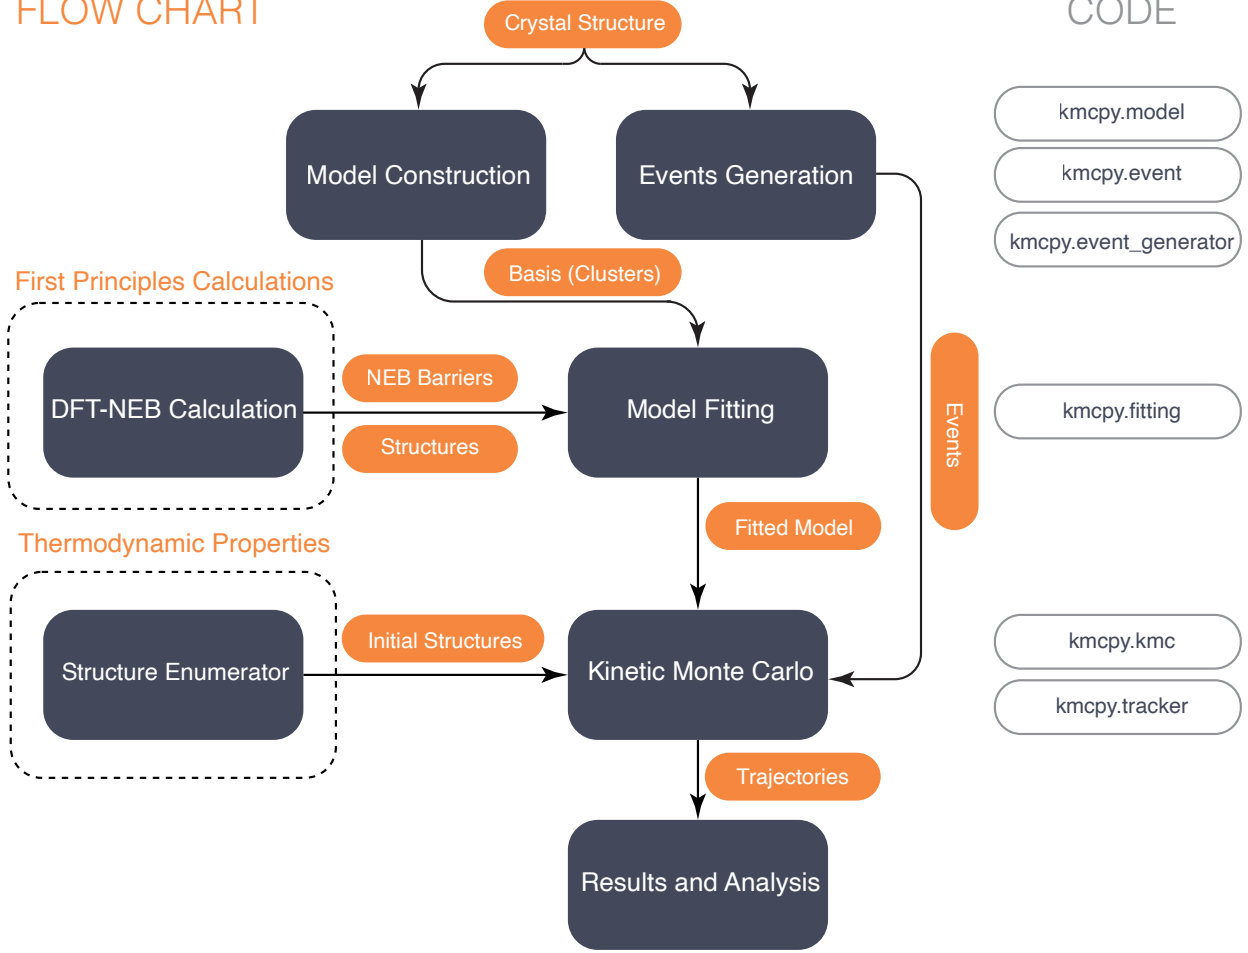 FLOW CHART
CODE
Crystal Structure
Model Construction
Events Generation
kmcpy.model
kmcpy.event
kmcpy.event_generator
Basis (Clusters)
First Principles Calculations
DFT-NEB Calculation
NEB Barriers
Structures
Model Fitting
Events
kmcpy.fitting
Fitted Model
Thermodynamic Properties
Structure Enumerator
Initial Structures
Kinetic Monte Carlo
kmcpy.kmc
kmcpy.tracker
Trajectories
Results and Analysis